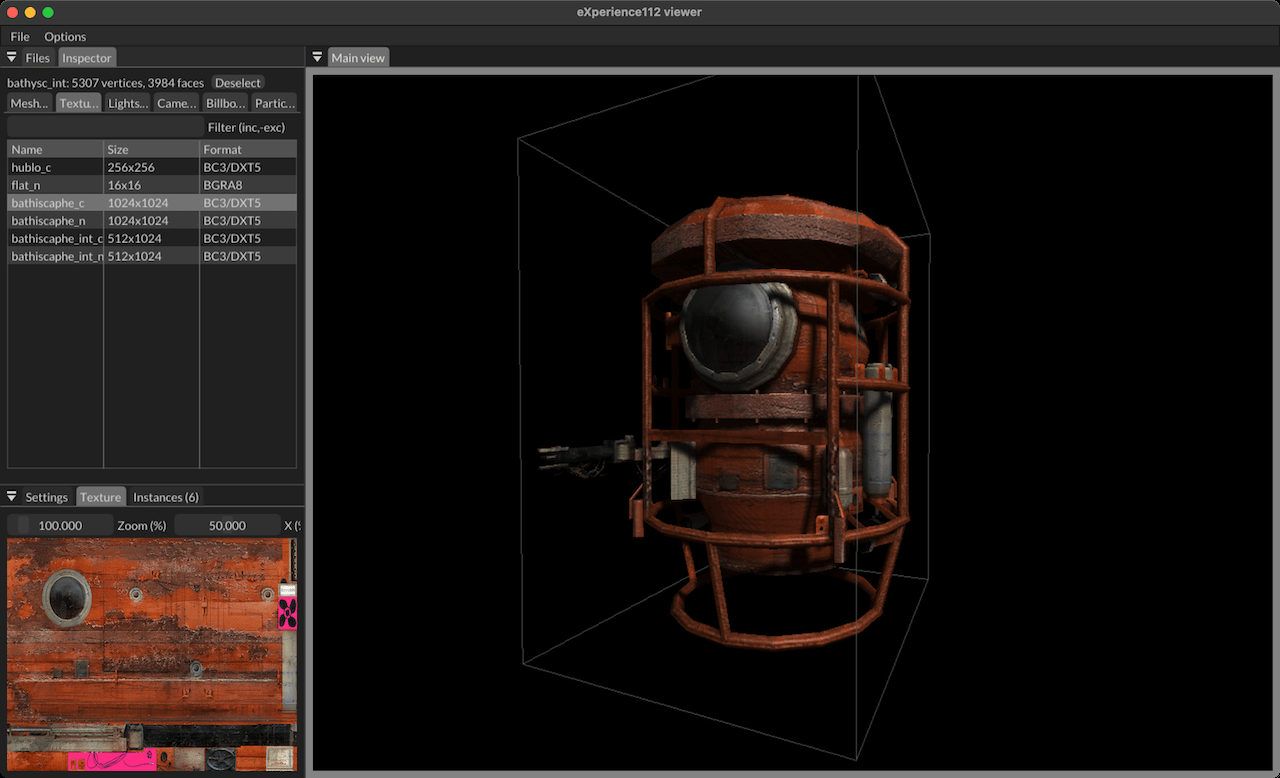 eXperience112 viewer
File Options
Files Inspector
Main view
bathysc_int: 5307 vertices, 3984 faces Deselect
Mesh... Textu... Lights... Came... Billbo... Partic...
Filter (inc,-exc)
Name Size Format
hublo_c 256x256 BC3/DXT5
flat_n 16x16 BGRA8
bathiscaphe_c 1024x1024 BC3/DXT5
bathiscaphe_n 1024x1024 BC3/DXT5
bathiscaphe_int_c 512x1024 BC3/DXT5
bathiscaphe_int_n 512x1024 BC3/DXT5
Settings Texture Instances (6)
100.000 Zoom (%) 50.000 X (%